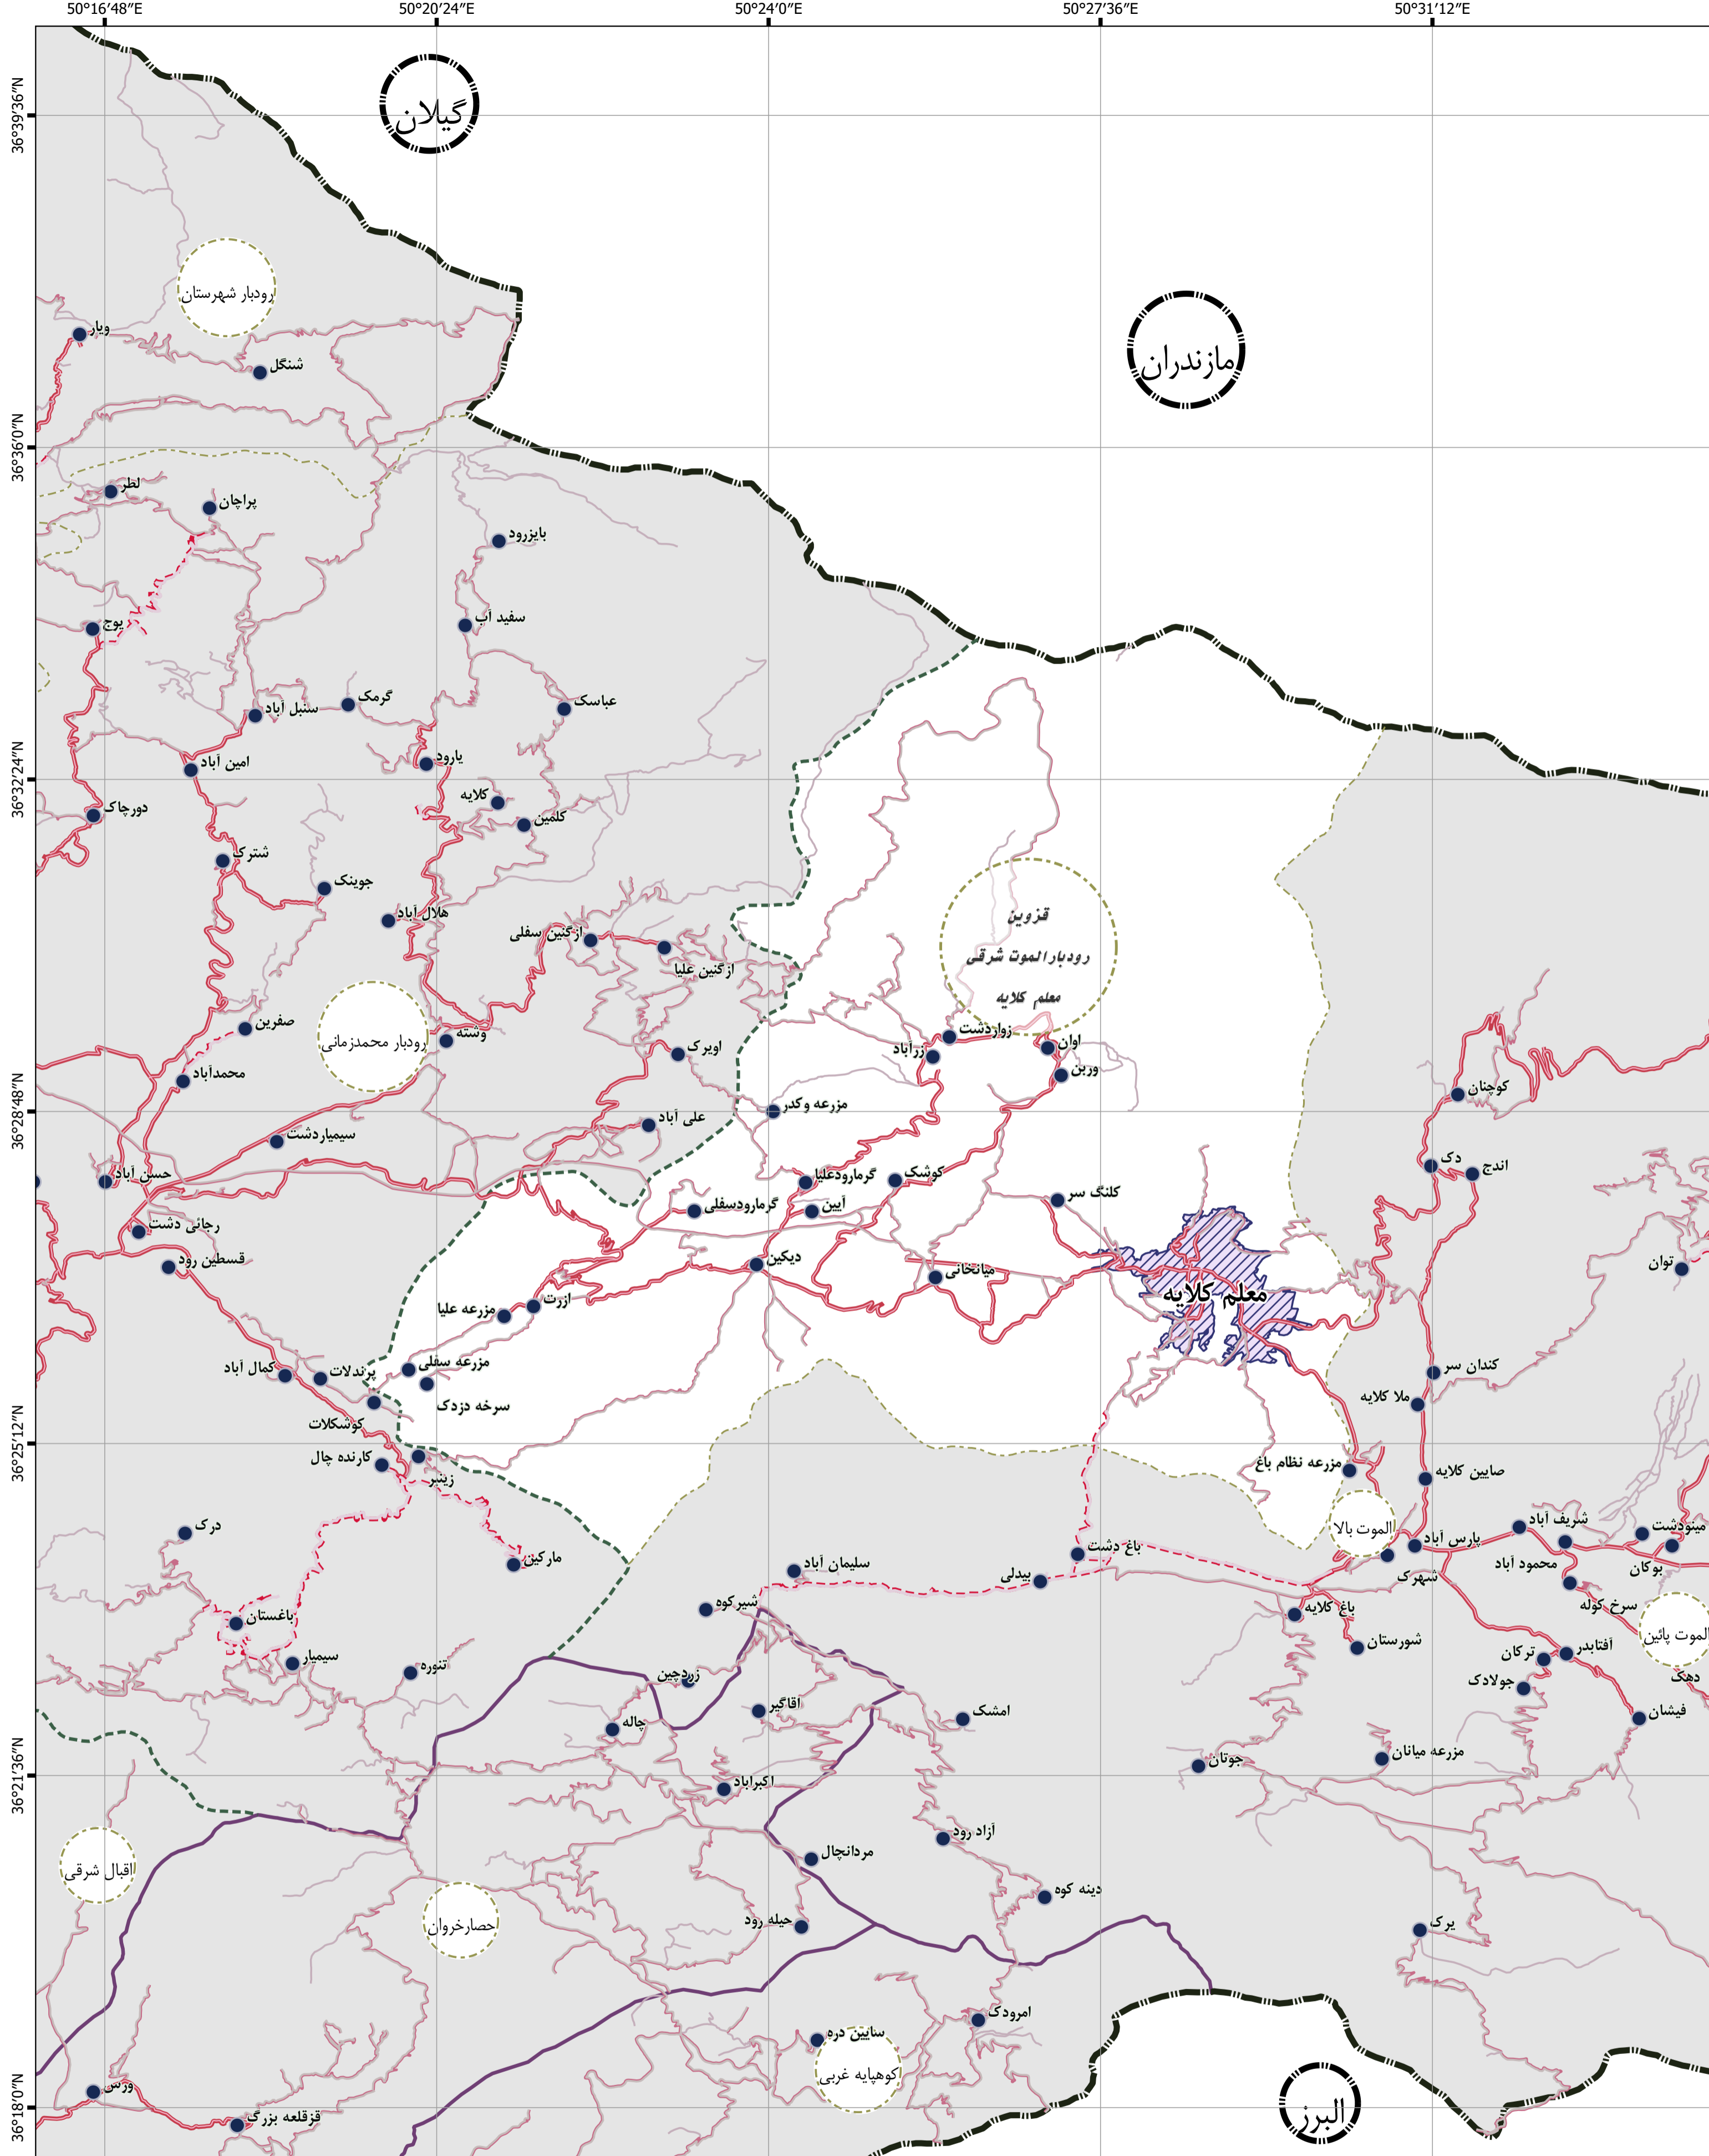 50°16'48"E
50°20'24"E
50°24'0"E
50°27'36"E
50°31'12"E
36°39'36"N
36°36'0"N
36°32'24"N
36°28'48"N
36°25'12"N
36°21'36"N
36°18'0"N
گیلان
رودبار شهرستان
مازندران
ویار
شنگل
لطر
پراچان
بایزرود
پوچ
سفید آب
گرمک
عباسک
سنبل آباد
یارود
امین آباد
کلایه
دورچاک
کلمین
شترک
جوینک
هلال آباد
ازگنین سفلی
ازگنین علیا
قزوین
رودبارالموت شرقی
معلم کلایه
صفرین
وشته
رودبار محمدزمانی
اویرک
زواردشت
زرآباد
اوان
وربن
محمدآباد
کوچنان
مزرعه وکدر
علی آباد
سیمیاردشت
دک
اندج
حسن آباد
گرمارودعلیا
کوشک
کلنگ سر
گرمارودسفلی
آیین
رجائی دشت
قسطین رود
دیکین
میانخانی
توان
معلم کلایه
ازرت
مزرعه علیا
کندان سر
مزرعه سفلی
پرندلات
کمال آباد
سرخه دزدک
ملا کلایه
کوشکلات
کارنده چال
زینبر
مزرعه نظام باغ
صایین کلایه
الموت بالا
درک
شریف آباد
مینودشت
پارس آباد
باغ دشت
مارکین
سلیمان آباد
محمود آباد
بوکان
بیدلی
شهرک
سرخ کوله
شیرکوه
باغ کلایه
باغستان
الموت پائین
شورستان
آفتابدر
ترکان
سیمیار
تنوره
زردچین
دهک
جولادک
آقاگیر
امشک
فیشان
چاله
مزرعه میانان
جوتان
اکبراباد
آزاد رود
مردانچال
اقبال شرقی
دینه کوه
حصارخروان
حیله رود
یرک
امرودک
سایین دره
کوهپایه غربی
ورس
البرز
قزقلعه بزرگ